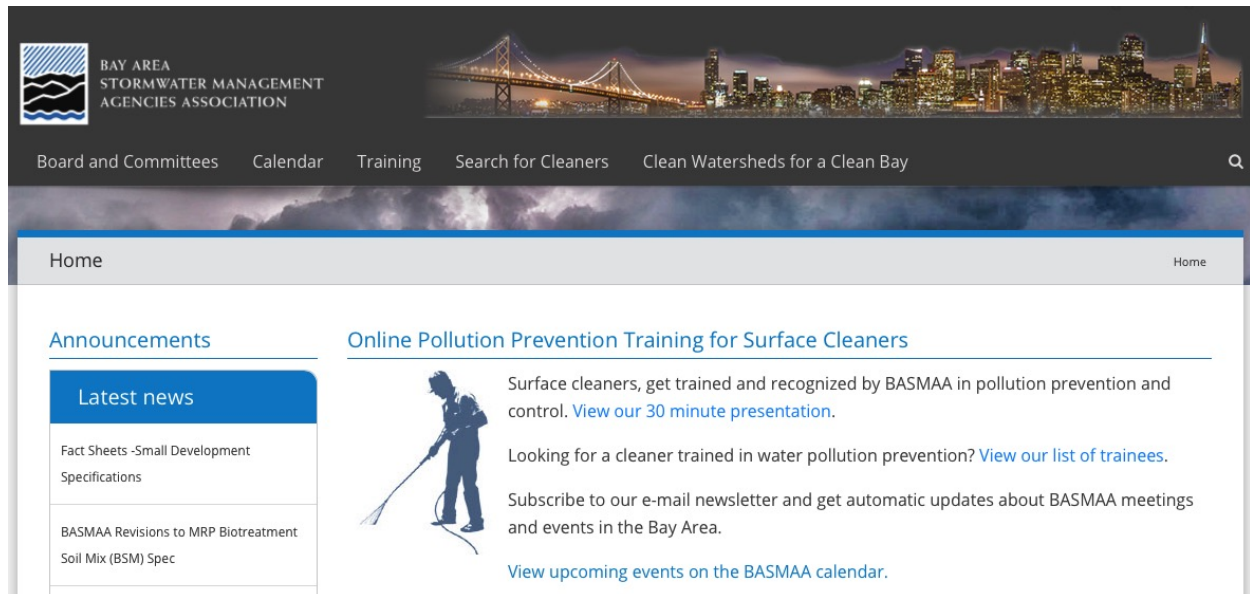 BAY AREA
STORMWATER MANAGEMENT
AGENCIES ASSOCIATION
Board and Committees Calendar Training Search for Cleaners Clean Watersheds for a Clean Bay
Home Home
Announcements
Latest news
Fact Sheets -Small Development
Specifications
BASMAA Revisions to MRP Biotreatment
Soil Mix (BSM) Spec
Online Pollution Prevention Training for Surface Cleaners
Surface cleaners, get trained and recognized by BASMAA in pollution prevention and
control. View our 30 minute presentation.
Looking for a cleaner trained in water pollution prevention? View our list of trainees.
Subscribe to our e-mail newsletter and get automatic updates about BASMAA meetings
and events in the Bay Area.
View upcoming events on the BASMAA calendar.